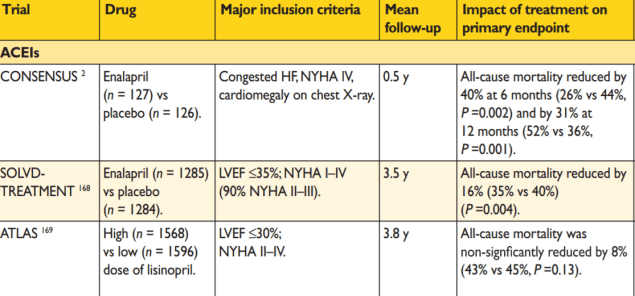 Trial Drug Major inclusion criteria Mean follow-up Impact of treatment on primary endpoint
ACEIs
CONSENSUS 2
Enalapril
(n = 127) vs
placebo (n = 126).
Congested HF, NYHA IV,
cardiomegaly on chest X-ray.
0.5 y
All-cause mortality reduced by
40% at 6 months (26% vs 44%,
P =0.002) and by 31% at
12 months (52% vs 36%,
P =0.001).
SOLVD-
TREATMENT 168
Enalapril (n = 1285)
vs placebo
(n = 1284).
LVEF ≤35%; NYHA I–IV
(90% NYHA II–III).
3.5 y
All-cause mortality reduced by
16% (35% vs 40%)
(P =0.004).
ATLAS 169
High (n = 1568)
vs low (n = 1596)
dose of lisinopril.
LVEF ≤30%;
NYHA II–IV.
3.8 y
All-cause mortality was
non-signficantly reduced by 8%
(43% vs 45%, P =0.13).